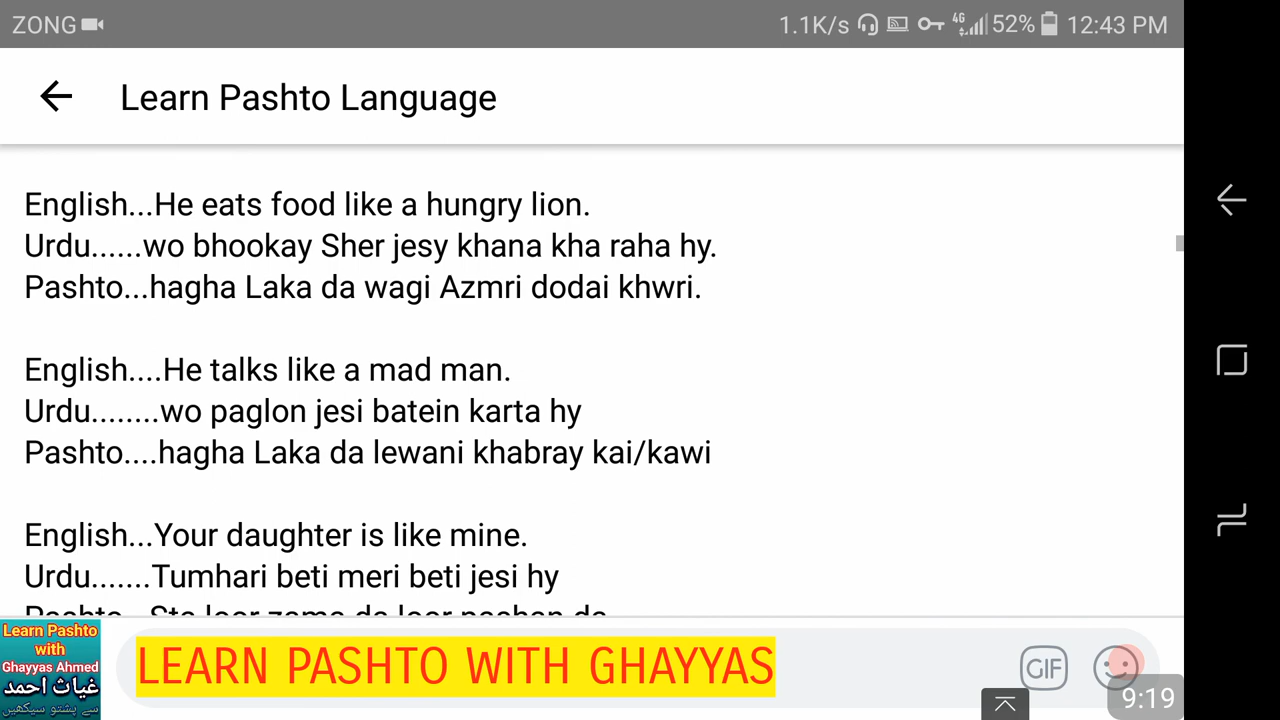 ZONG 1.1K/s 4G 52% 12:43 PM
Learn Pashto Language
English...He eats food like a hungry lion.
Urdu......wo bhookay Sher jesy khana kha raha hy.
Pashto...hagha Laka da wagi Azmri dodai khwri.
English....He talks like a mad man.
Urdu........wo paglon jesi batein karta hy
Pashto....hagha Laka da lewani khabray kai/kawi
English...Your daughter is like mine.
Urdu.......Tumhari beti meri beti jesi hy
Learn Pashto
with
Ghayyas Ahmed
غیاث احمد
سے پشتو سیکھیں
LEARN PASHTO WITH GHAYYAS
GIF
9:19